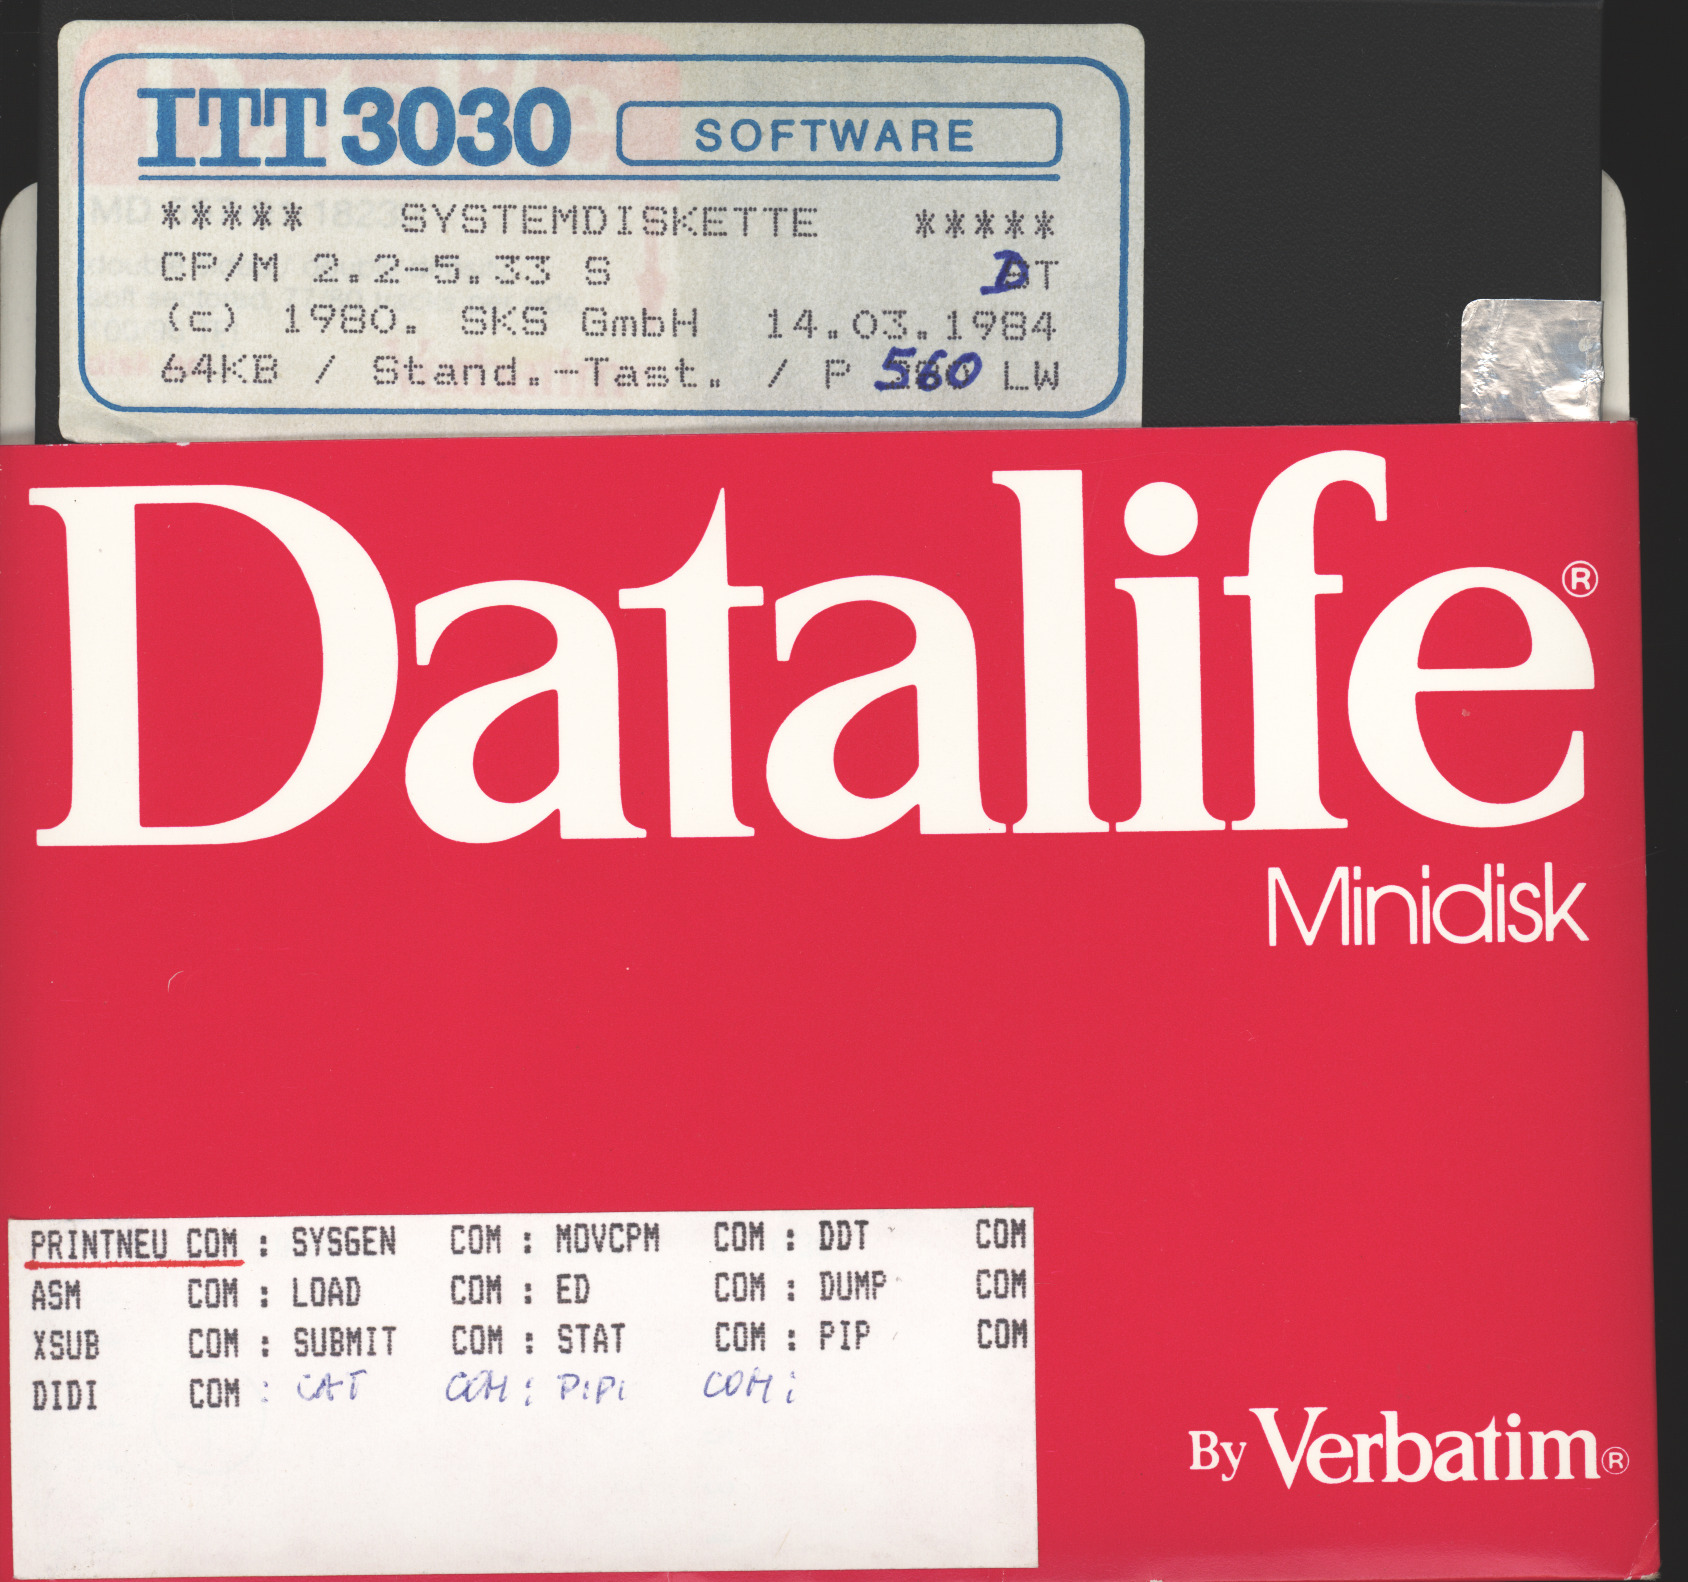 ITT 3030 SOFTWARE
***** SYSTEMDISKETTE *****
CP/M 2.2-5.33 S DT
(c) 1980. SKS GmbH 14.03.1984
64KB / Stand.-Tast. / P 560 LW
Datalife®
Minidisk
PRINTNEU COM : SYSGEN COM : MOVCPM COM : DDT COM
ASM COM : LOAD COM : ED COM : DUMP COM
XSUB COM : SUBMIT COM : STAT COM : PIP COM
DIDI COM : CAT COM : PIPI COM :
By Verbatim®